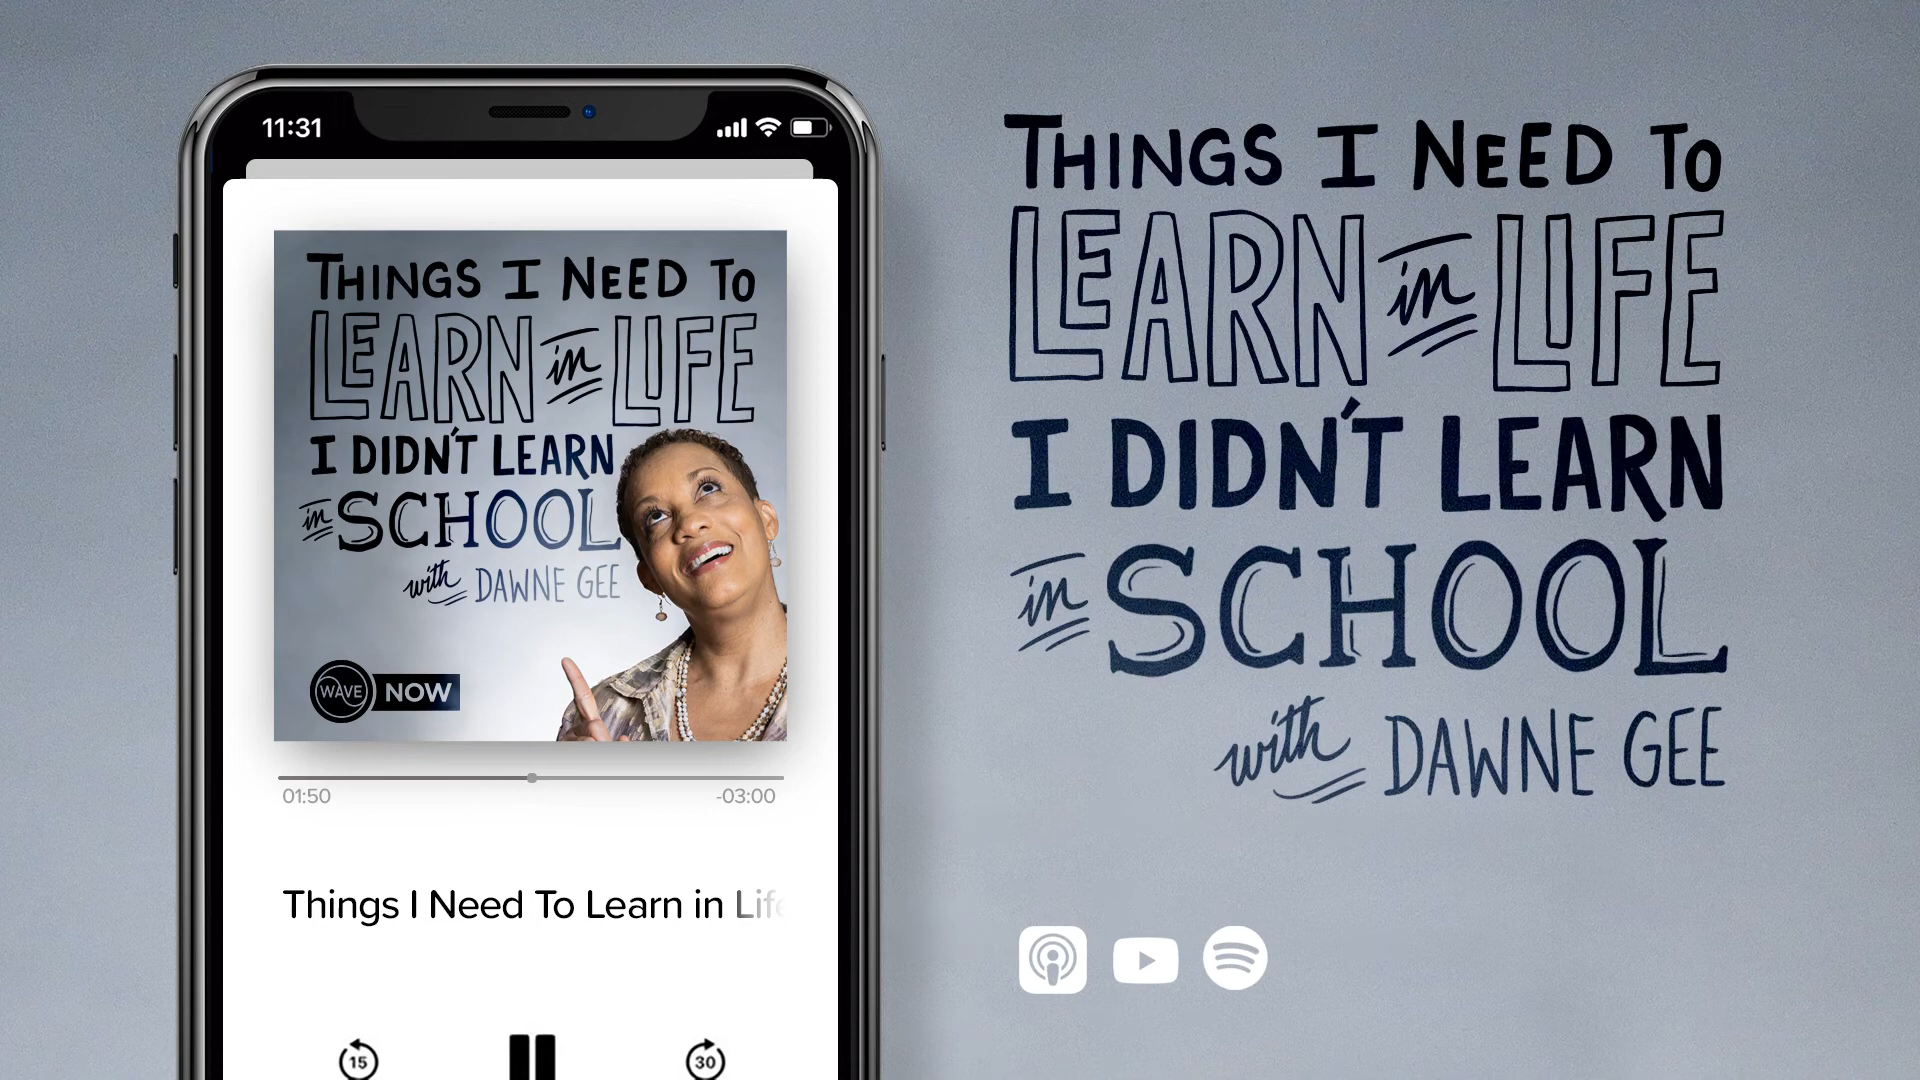 11:31
THINGS I NEED TO
LEARN in LIFE
I DIDN'T LEARN
in SCHOOL
with DAWNE GEE
WAVE NOW
01:50
-03:00
Things I Need To Learn in Life
15
30
THINGS I NEED TO
LEARN in LIFE
I DIDN'T LEARN
in SCHOOL
with DAWNE GEE